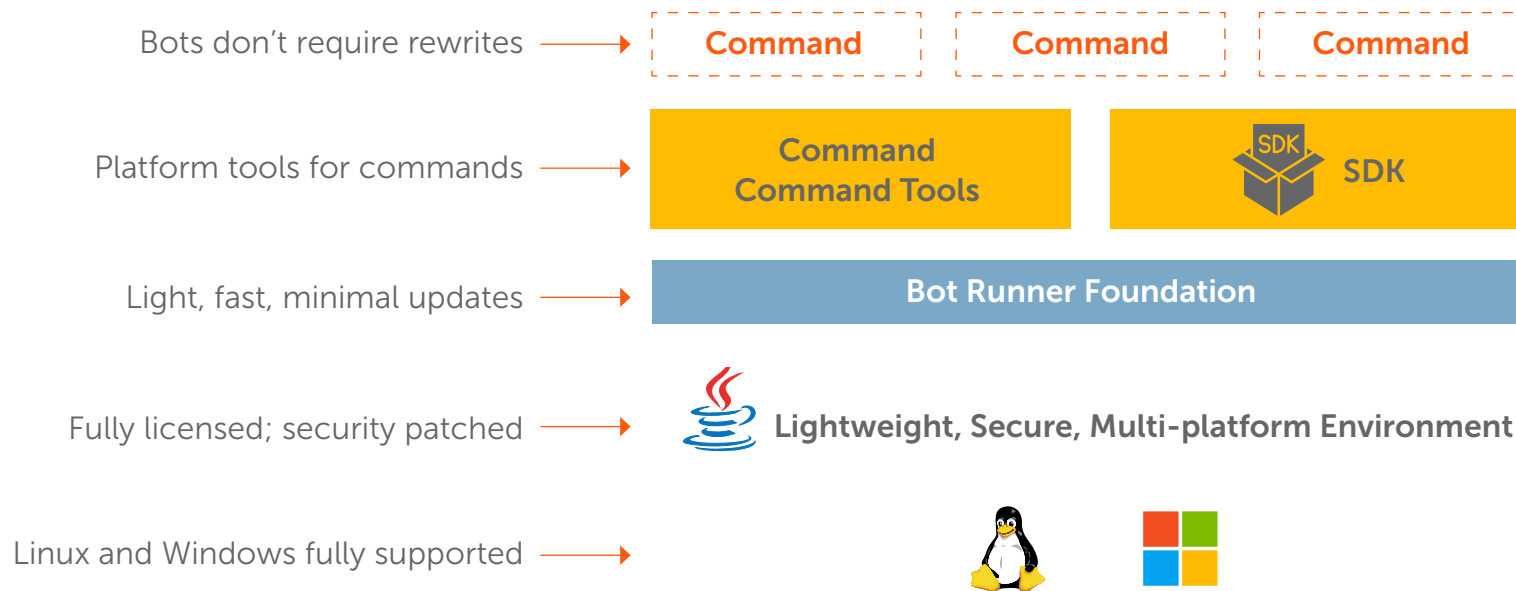 Bots don’t require rewrites
Command
Command
Command
Platform tools for commands
Command
Command Tools
SDK
SDK
Light, fast, minimal updates
Bot Runner Foundation
Fully licensed; security patched
Lightweight, Secure, Multi-platform Environment
Linux and Windows fully supported